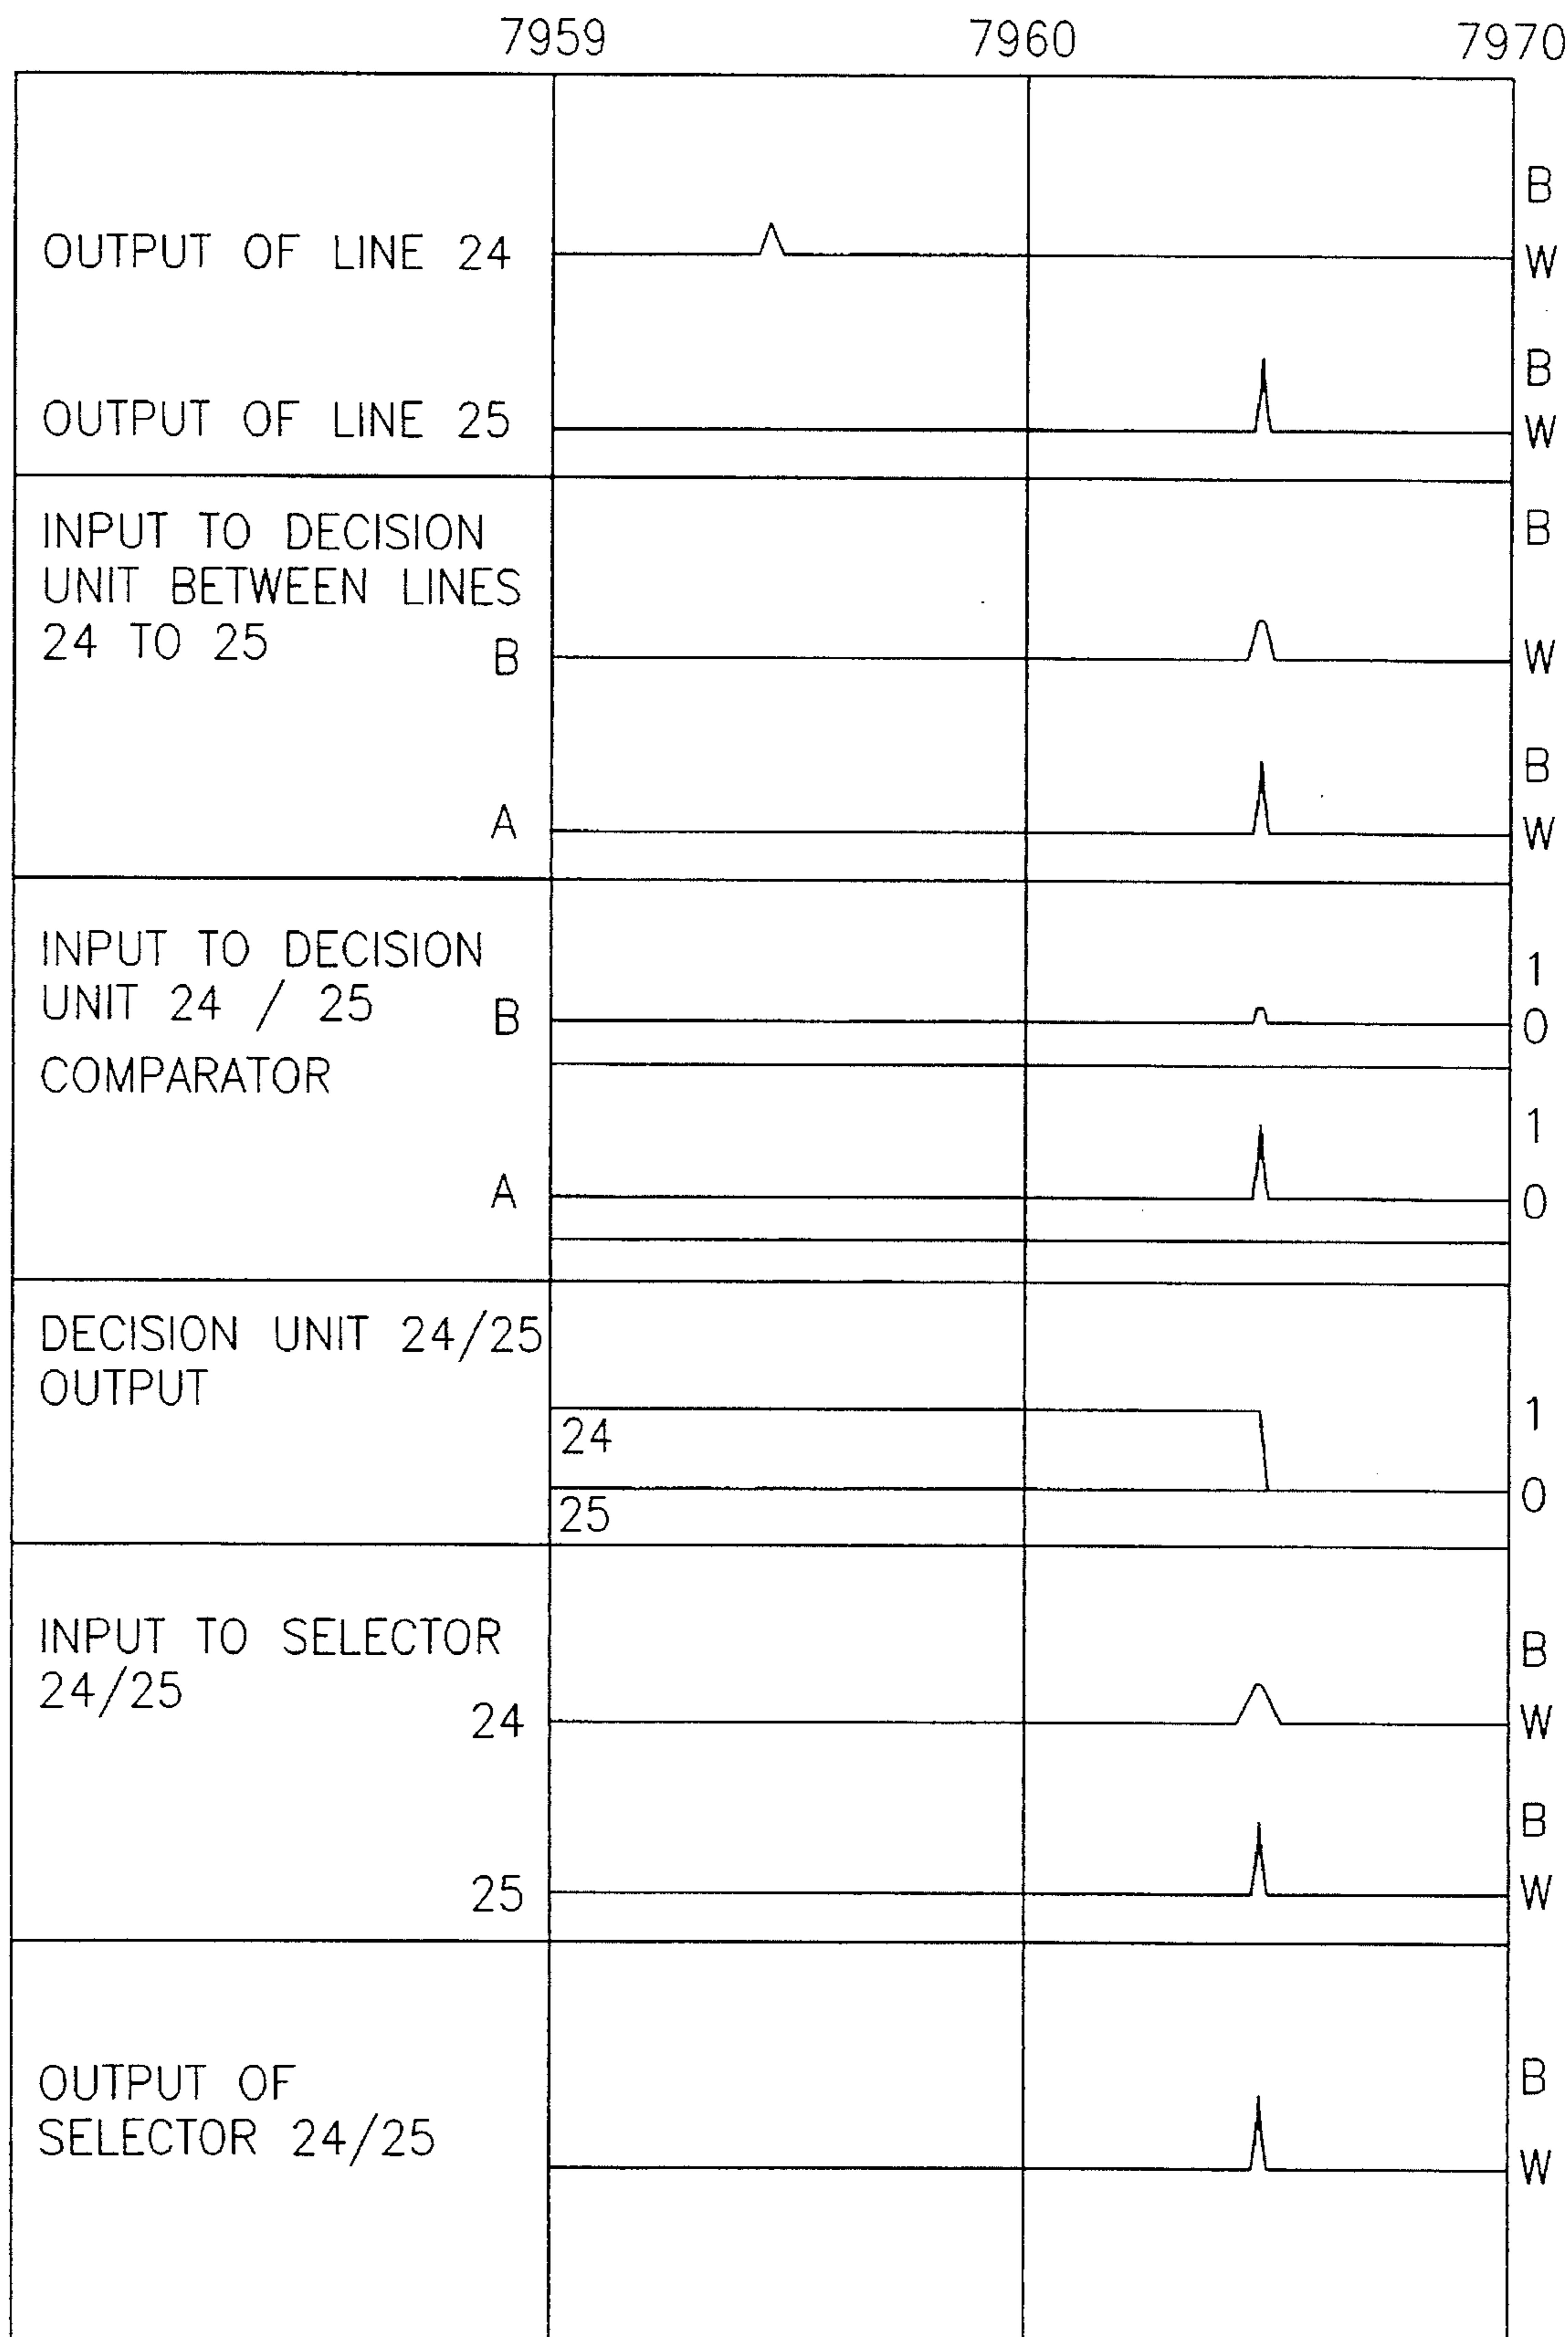 7959 7960 7970
B
OUTPUT OF LINE 24 W
B
OUTPUT OF LINE 25 W
INPUT TO DECISION B
UNIT BETWEEN LINES
24 TO 25 B W
B
A W
INPUT TO DECISION 1
UNIT 24 / 25 B 0
COMPARATOR
1
A 0
DECISION UNIT 24/25
OUTPUT 1
24
0
25
INPUT TO SELECTOR B
24/25
24 W
B
25 W
OUTPUT OF B
SELECTOR 24/25 W